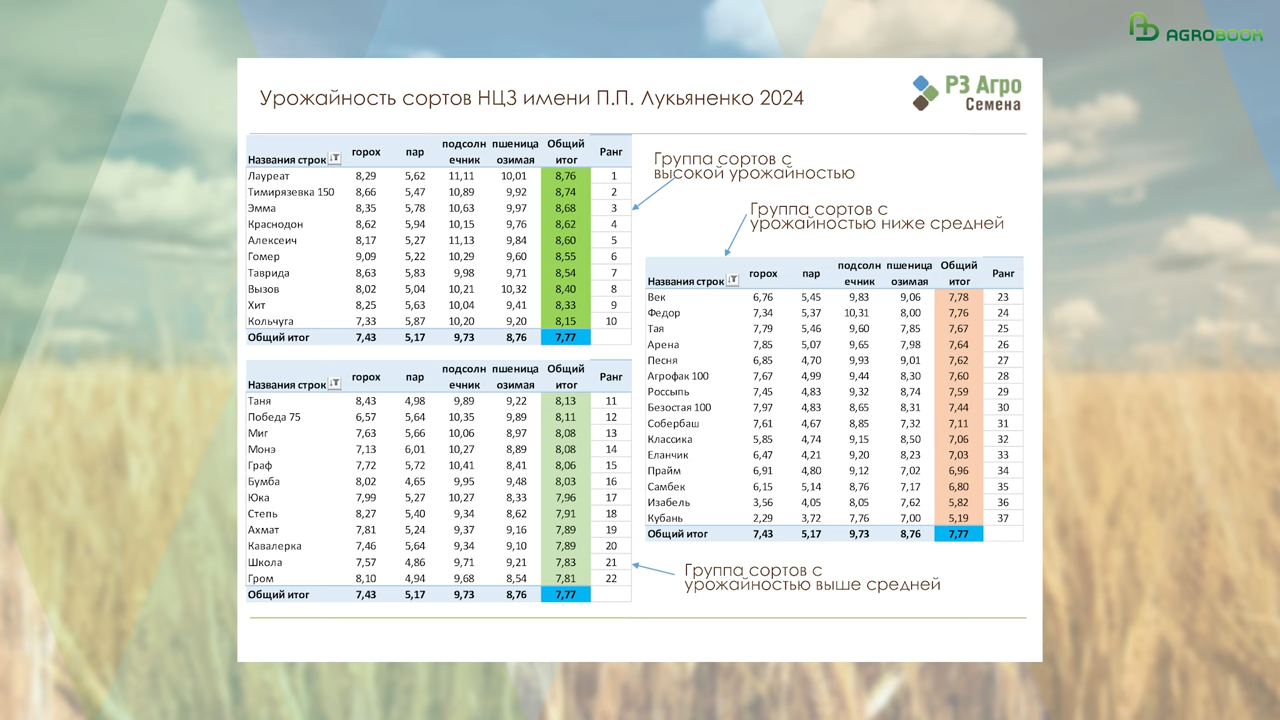 AGROBOOK
Урожайность сортов НЦЗ имени П.П. Лукьяненко 2024
РЗ Агро
Семена
Названия строк горох пар подсолн ечник пшеница озимая Общий итог Ранг
Лауреат 8,29 5,62 11,11 10,01 8,76 1
Тимирязевка 150 8,66 5,47 10,89 9,92 8,74 2
Эмма 8,35 5,78 10,63 9,97 8,68 3
Краснодон 8,62 5,94 10,15 9,76 8,62 4
Алексеич 8,17 5,27 11,13 9,84 8,60 5
Гомер 9,09 5,22 10,29 9,60 8,55 6
Таврида 8,63 5,83 9,98 9,71 8,54 7
Вызов 8,02 5,04 10,21 10,32 8,40 8
Хит 8,25 5,63 10,04 9,41 8,33 9
Кольчуга 7,33 5,87 10,20 9,20 8,15 10
Общий итог 7,43 5,17 9,73 8,76 7,77
Группа сортов с
высокой урожайностью
Названия строк горох пар подсолн ечник пшеница озимая Общий итог Ранг
Таня 8,43 4,98 9,89 9,22 8,13 11
Победа 75 6,57 5,64 10,35 9,89 8,11 12
Миг 7,63 5,66 10,06 8,97 8,08 13
Монэ 7,13 6,01 10,27 8,89 8,08 14
Граф 7,72 5,72 10,41 8,41 8,06 15
Бумба 8,02 4,65 9,95 9,48 8,03 16
Юка 7,99 5,27 10,27 8,33 7,96 17
Степь 8,27 5,40 9,34 8,62 7,91 18
Ахмат 7,81 5,24 9,37 9,16 7,89 19
Кавалерка 7,46 5,64 9,34 9,10 7,89 20
Школа 7,57 4,86 9,71 9,21 7,83 21
Гром 8,10 4,94 9,68 8,54 7,81 22
Общий итог 7,43 5,17 9,73 8,76 7,77
Группа сортов с
урожайностью ниже средней
Названия строк горох пар подсолн ечник пшеница озимая Общий итог Ранг
Век 6,76 5,45 9,83 9,06 7,78 23
Федор 7,34 5,37 10,31 8,00 7,76 24
Тая 7,79 5,46 9,60 7,85 7,67 25
Арена 7,85 5,07 9,65 7,98 7,64 26
Песня 6,85 4,70 9,93 9,01 7,62 27
Агрофак 100 7,67 4,99 9,44 8,30 7,60 28
Россыпь 7,45 4,83 9,32 8,74 7,59 29
Безостая 100 7,97 4,83 8,65 8,31 7,44 30
Собербаш 7,61 4,67 8,85 7,32 7,11 31
Классика 5,85 4,74 9,15 8,50 7,06 32
Еланчик 6,47 4,21 9,20 8,23 7,03 33
Прайм 6,91 4,80 9,12 7,02 6,96 34
Самбек 6,15 5,14 8,76 7,17 6,80 35
Изабель 3,56 4,05 8,05 7,62 5,82 36
Кубань 2,29 3,72 7,76 7,00 5,19 37
Общий итог 7,43 5,17 9,73 8,76 7,77
Группа сортов с
урожайностью выше средней